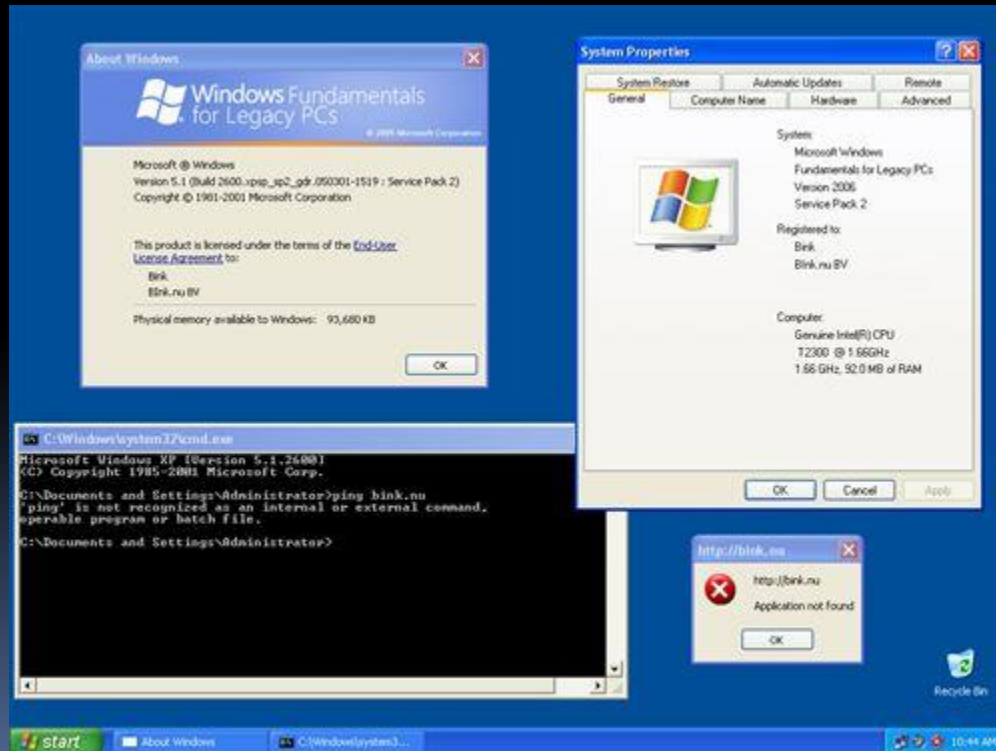 About Windows
Windows Fundamentals
for Legacy PCs
© 2005 Microsoft Corporation
Microsoft ® Windows
Version 5.1 (Build 2600.xpsp_sp2_gdr.050301-1519 : Service Pack 2)
Copyright © 1981-2001 Microsoft Corporation
This product is licensed under the terms of the End-User
License Agreement to:
Bink
BInk.nu BV
Physical memory available to Windows: 93,680 KB
OK
System Properties
System Restore Automatic Updates Remote
General Computer Name Hardware Advanced
System:
Microsoft Windows
Fundamentals for Legacy PCs
Version 2006
Service Pack 2
Registered to:
Bink
BInk.nu BV
Computer:
Genuine Intel(R) CPU
T2300 @ 1.66GHz
1.66 GHz, 92.0 MB of RAM
OK Cancel Apply
C:\Windows\system32\cmd.exe
Microsoft Windows XP [Version 5.1.2600]
(C) Copyright 1985-2001 Microsoft Corp.
C:\Documents and Settings\Administrator>ping bink.nu
'ping' is not recognized as an internal or external command,
operable program or batch file.
C:\Documents and Settings\Administrator>
http://bink.nu
http://bink.nu
Application not found
OK
Recycle Bin
start About Windows C:\Windows\system3... 10:44 AM